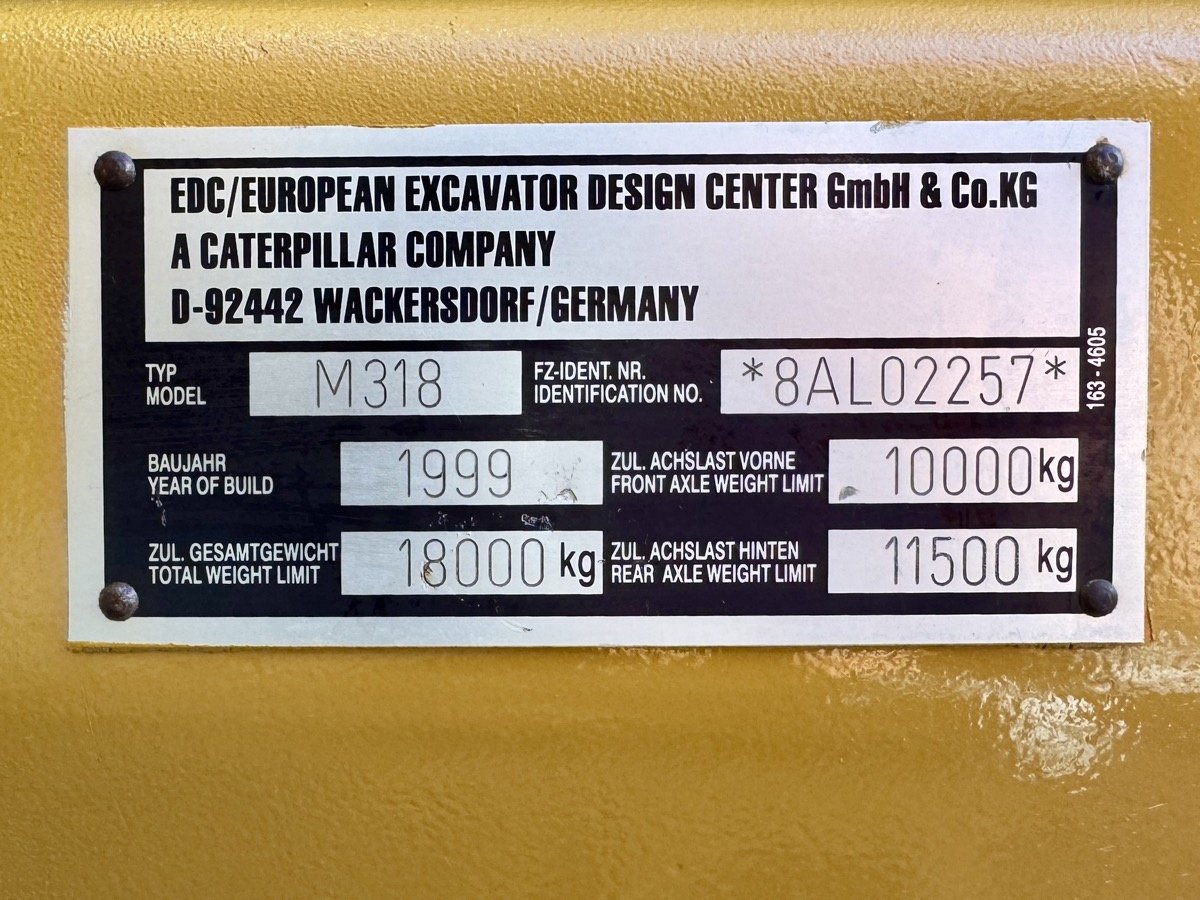 EDC/EUROPEAN EXCAVATOR DESIGN CENTER GmbH & Co.KG
A CATERPILLAR COMPANY
D-92442 WACKERSDORF/GERMANY
TYP
MODEL
M318
FZ-IDENT. NR.
IDENTIFICATION NO.
*8AL02257*
163 - 4605
BAUJAHR
YEAR OF BUILD
1999
ZUL. ACHSLAST VORNE
FRONT AXLE WEIGHT LIMIT
10000 kg
ZUL. GESAMTGEWICHT
TOTAL WEIGHT LIMIT
18000 kg
ZUL. ACHSLAST HINTEN
REAR AXLE WEIGHT LIMIT
11500 kg